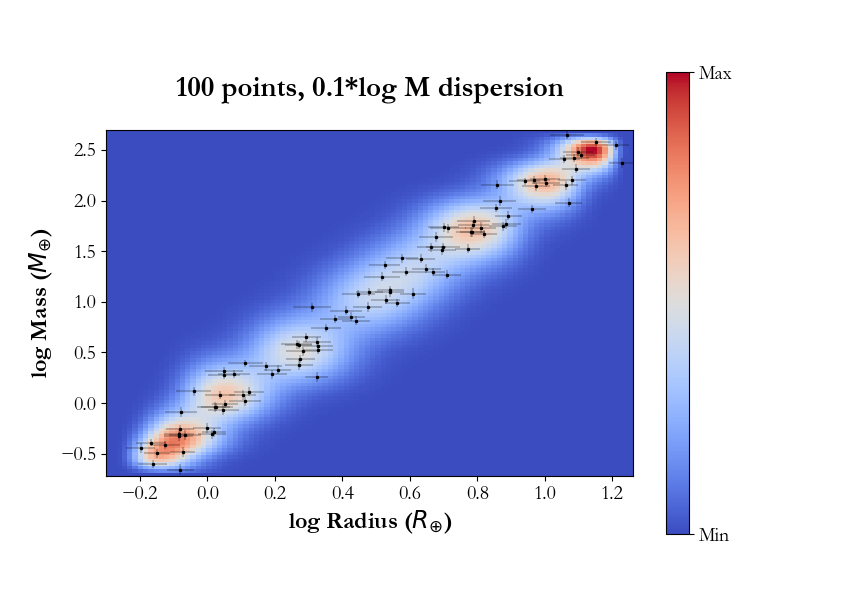 100 points, 0.1*log M dispersion
Max
2.5
2.0
1.5
1.0
0.5
0.0
−0.5
log Mass (M⊕)
−0.2 0.0 0.2 0.4 0.6 0.8 1.0 1.2
log Radius (R⊕)
Min